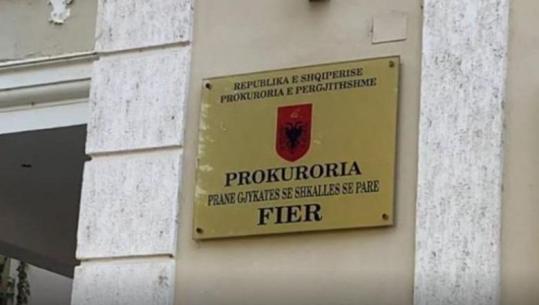 REPUBLIKA E SHQIPERISE
PROKURORIA E PERGJITHSHME
PROKURORIA
PRANE GJYKATES SE SHKALLES SE PARE
FIER